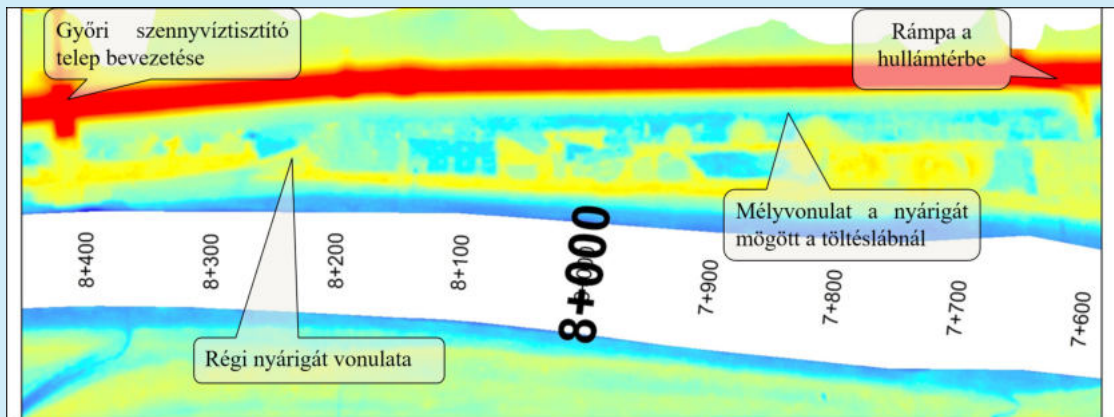 Győri szennyvíztisztító
telep bevezetése
Rámpa a
hullámtérbe
Mélyvonulat a nyárigát
mögött a töltéslábnál
8+400
8+300
8+200
8+100
8+000
7+900
7+800
7+700
7+600
Régi nyárigát vonulata